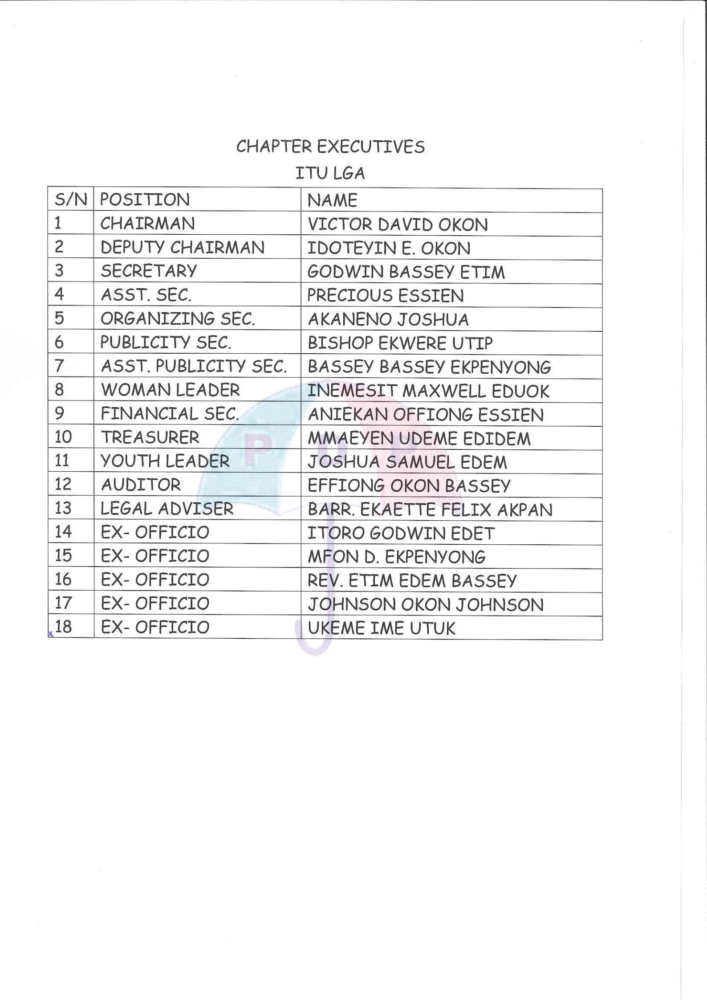 CHAPTER EXECUTIVES
ITU LGA
S/N POSITION NAME
1 CHAIRMAN VICTOR DAVID OKON
2 DEPUTY CHAIRMAN IDOTEYIN E. OKON
3 SECRETARY GODWIN BASSEY ETIM
4 ASST. SEC. PRECIOUS ESSIEN
5 ORGANIZING SEC. AKANENO JOSHUA
6 PUBLICITY SEC. BISHOP EKWERE UTIP
7 ASST. PUBLICITY SEC. BASSEY BASSEY EKPENYONG
8 WOMAN LEADER INEMESIT MAXWELL EDUOK
9 FINANCIAL SEC. ANIEKAN OFFIONG ESSIEN
10 TREASURER MMAEYEN UDEME EDIDEM
P D P
11 YOUTH LEADER JOSHUA SAMUEL EDEM
12 AUDITOR EFFIONG OKON BASSEY
13 LEGAL ADVISER BARR. EKAETTE FELIX AKPAN
14 EX- OFFICIO ITORO GODWIN EDET
15 EX- OFFICIO MFON D. EKPENYONG
16 EX- OFFICIO REV. ETIM EDEM BASSEY
17 EX- OFFICIO JOHNSON OKON JOHNSON
18 EX- OFFICIO UKEME IME UTUK